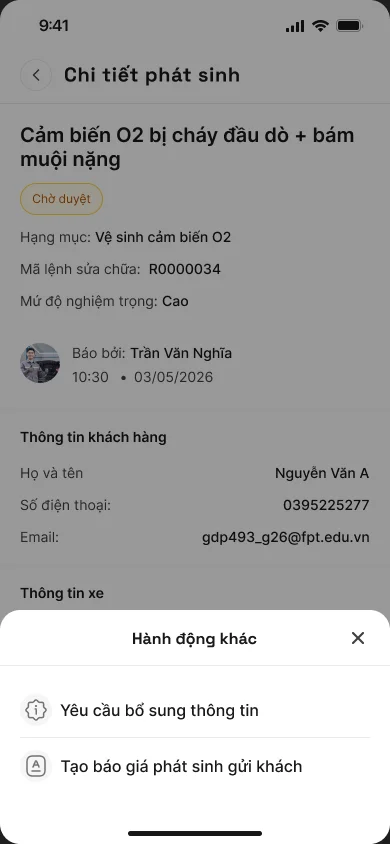 9:41
Chi tiết phát sinh
Cảm biến O2 bị cháy đầu dò + bám
muội nặng
Chờ duyệt
Hạng mục: Vệ sinh cảm biến O2
Mã lệnh sửa chữa: R0000034
Mứ độ nghiệm trọng: Cao
Báo bởi: Trần Văn Nghĩa
10:30 • 03/05/2026
Thông tin khách hàng
Họ và tên Nguyễn Văn A
Số điện thoại: 0395225277
Email: gdp493_g26@fpt.edu.vn
Thông tin xe
Hành động khác
Yêu cầu bổ sung thông tin
Tạo báo giá phát sinh gửi khách